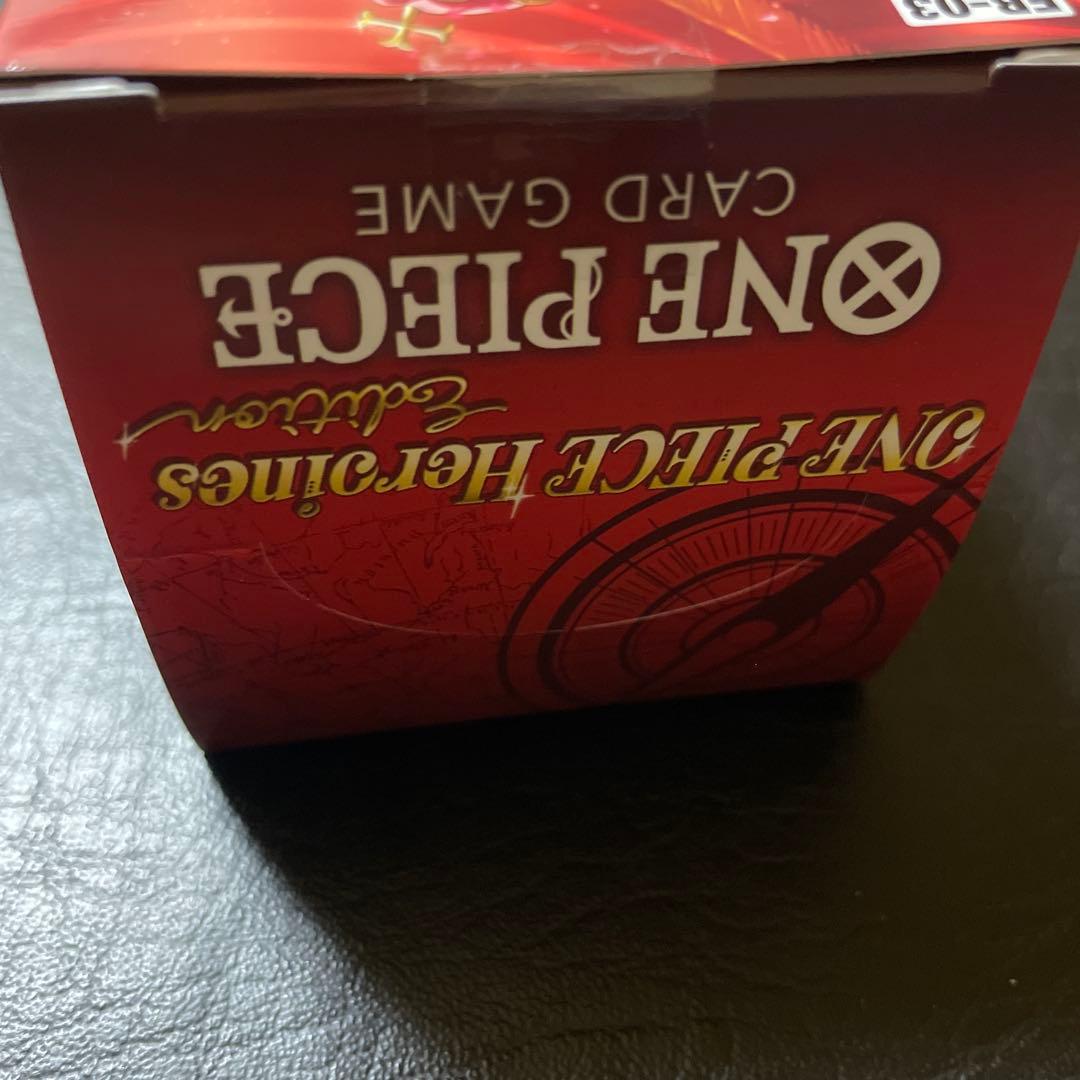 EB-03
ONE PIECE Heroines
Edition
ONE PIECE
CARD GAME